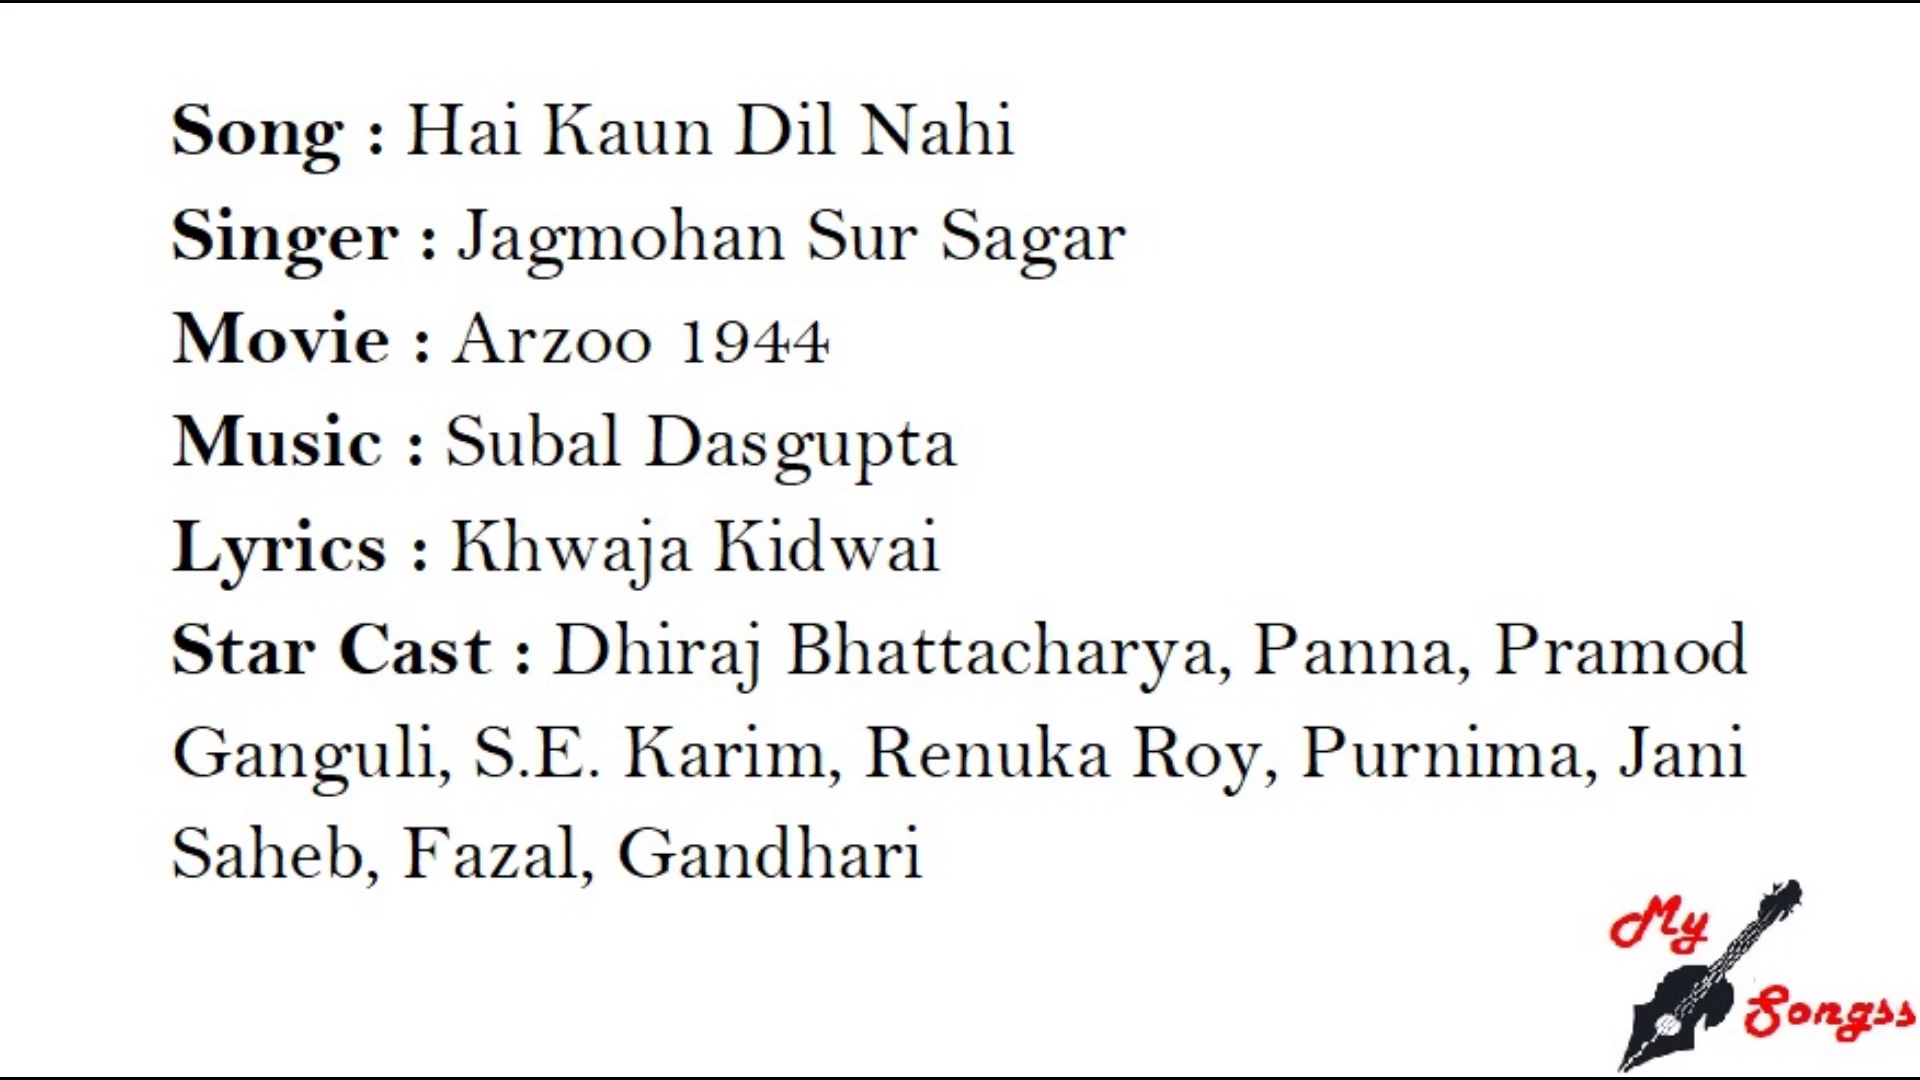 Song : Hai Kaun Dil Nahi
Singer : Jagmohan Sur Sagar
Movie : Arzoo 1944
Music : Subal Dasgupta
Lyrics : Khwaja Kidwai
Star Cast : Dhiraj Bhattacharya, Panna, Pramod
Ganguli, S.E. Karim, Renuka Roy, Purnima, Jani
Saheb, Fazal, Gandhari
My
Songss